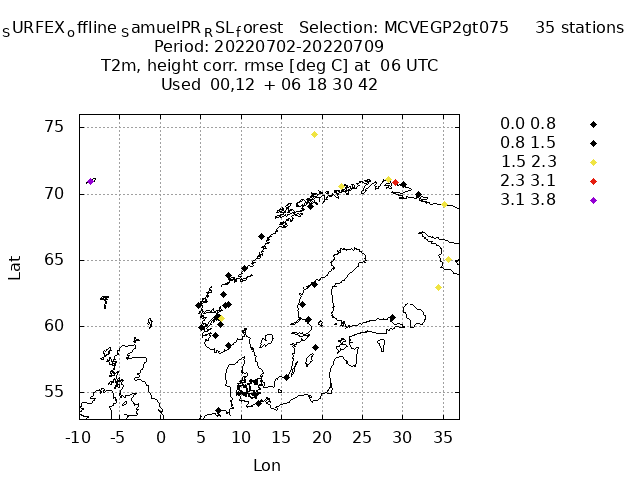 SURFEXoffline SamuelPRRSLforest Selection: MCVEGP2gt075 35 stations
Period: 20220702-20220709
T2m, height corr. rmse [deg C] at 06 UTC
Used 00,12 + 06 18 30 42
0.0 0.8
0.8 1.5
1.5 2.3
2.3 3.1
3.1 3.8
75
70
65
60
55
Lat
-10 -5 0 5 10 15 20 25 30 35
Lon